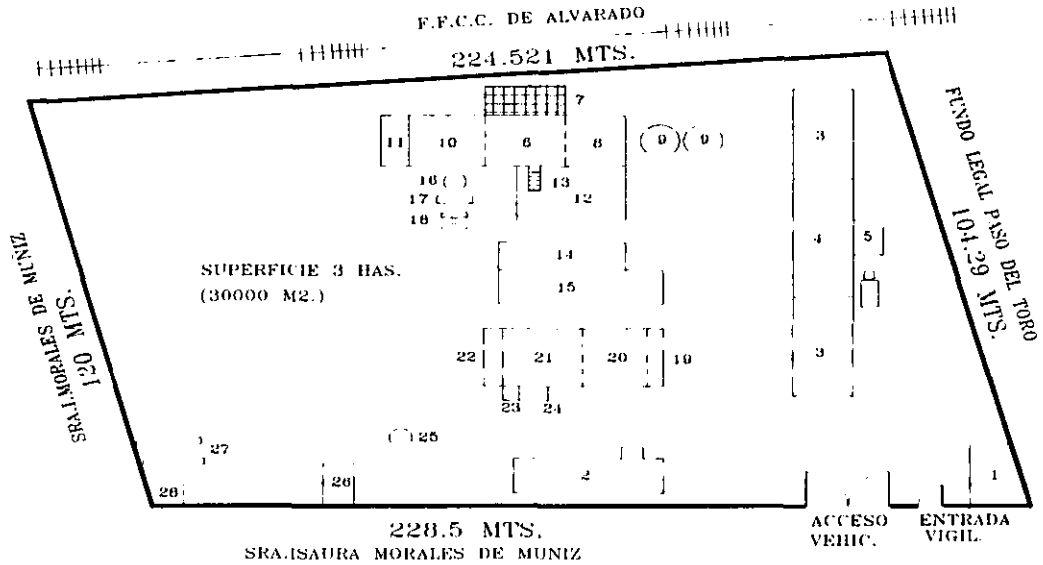 F.F.C.C. DE ALVARADO
224.521 MTS.
7
11 10 6 8 9 9 3
16 13
17 12
18
4 5
14
SUPERFICIE 3 HAS.
(30000 M2.)
15
22 21 20 19 3
23 24
25
27
28 26 2 1
SRA.I.MORALES DE MUÑIZ
120 MTS.
FUNDO LEGAL PASO DEL TORO
104.29 MTS.
228.5 MTS.
SRA.ISAURA MORALES DE MUNIZ
ACCESO
VEHIC.
ENTRADA
VIGIL.